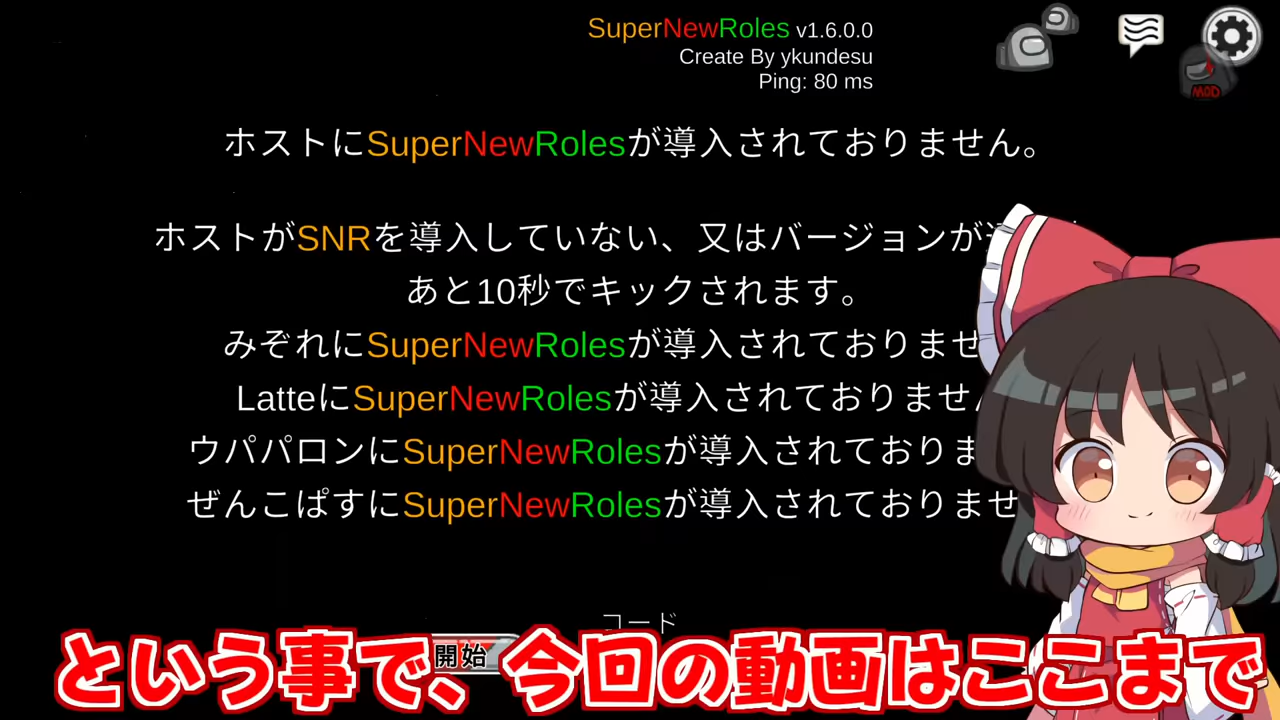 SuperNewRoles v1.6.0.0
Create By ykundesu
Ping: 80 ms
MOD
ホストにSuperNewRolesが導入されておりません。
ホストがSNRを導入していない、又はバージョンが
あと10秒でキックされます。
みぞれにSuperNewRolesが導入されておりませ
LatteにSuperNewRolesが導入されておりません
ウパパロンにSuperNewRolesが導入されておりま
ぜんこぱすにSuperNewRolesが導入されておりませ
コード
開始
という事で、今回の動画はここまで